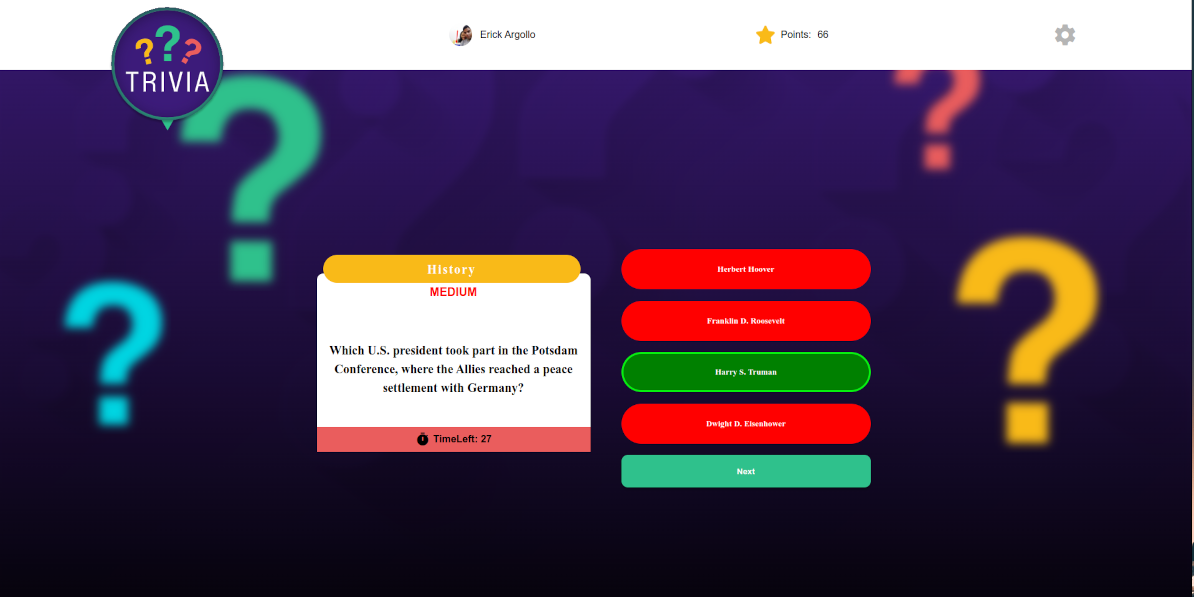 ? ? ?
TRIVIA
Erick Argollo
Points: 66
History
MEDIUM
Which U.S. president took part in the Potsdam
Conference, where the Allies reached a peace
settlement with Germany?
TimeLeft: 27
Herbert Hoover
Franklin D. Roosevelt
Harry S. Truman
Dwight D. Eisenhower
Next